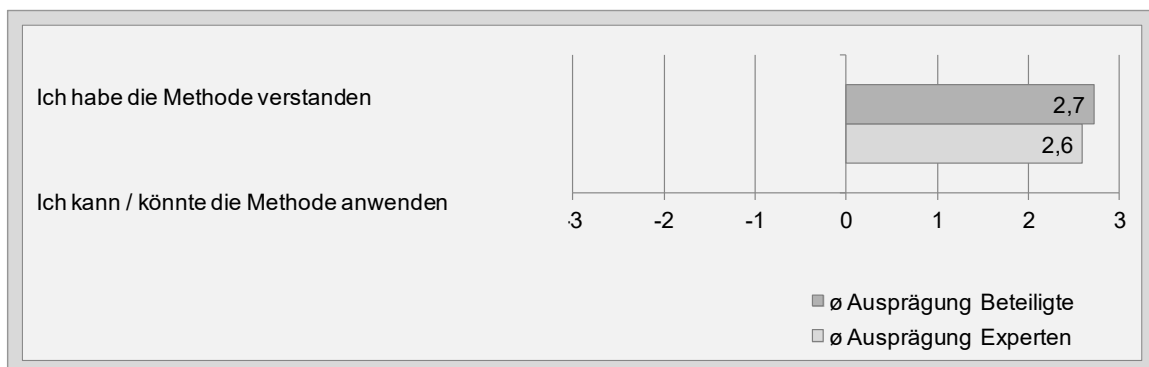 Ich habe die Methode verstanden
2,7
2,6
Ich kann / könnte die Methode anwenden
-3 -2 -1 0 1 2 3
ø Ausprägung Beteiligte
ø Ausprägung Experten